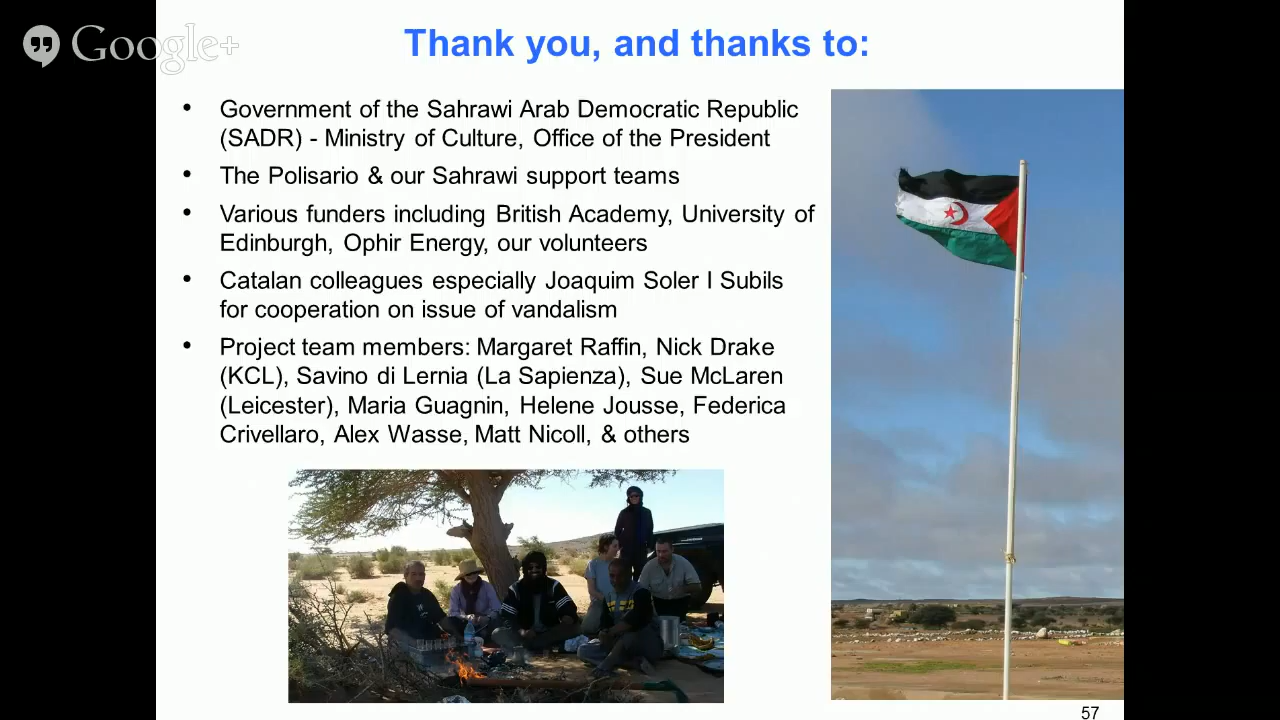 Google+
Thank you, and thanks to:
• Government of the Sahrawi Arab Democratic Republic
(SADR) - Ministry of Culture, Office of the President
• The Polisario & our Sahrawi support teams
• Various funders including British Academy, University of
Edinburgh, Ophir Energy, our volunteers
• Catalan colleagues especially Joaquim Soler I Subils
for cooperation on issue of vandalism
• Project team members: Margaret Raffin, Nick Drake
(KCL), Savino di Lernia (La Sapienza), Sue McLaren
(Leicester), Maria Guagnin, Helene Jousse, Federica
Crivellaro, Alex Wasse, Matt Nicoll, & others
57